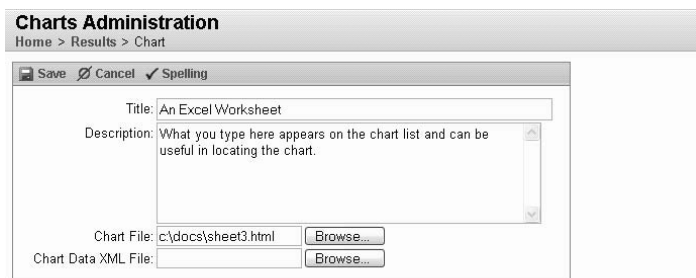 Charts Administration
Home > Results > Chart
Save Cancel Spelling
Title: An Excel Worksheet
Description: What you type here appears on the chart list and can be
useful in locating the chart.
Chart File: c:\docs\sheet3.html Browse...
Chart Data XML File: Browse...